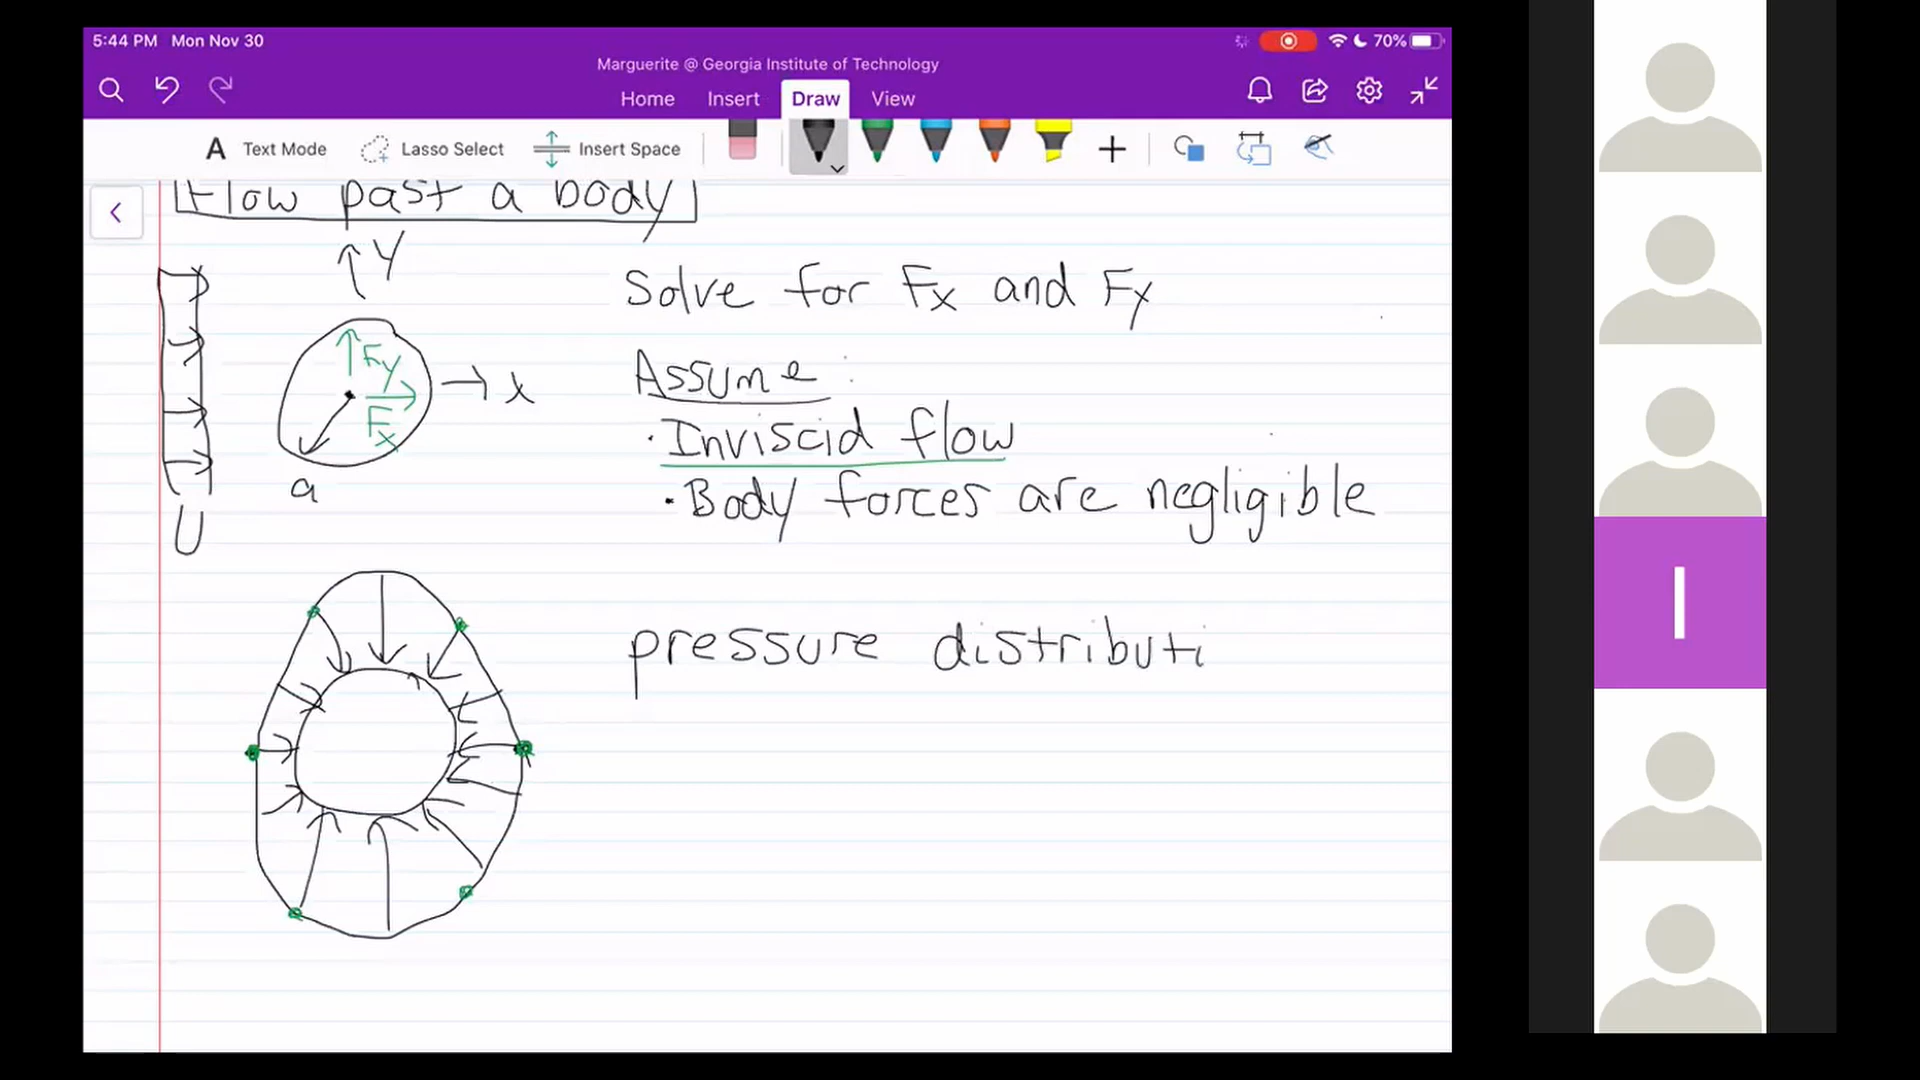 5:44 PM Mon Nov 30
70%
Marguerite @ Georgia Institute of Technology
Home Insert Draw View
A Text Mode Lasso Select Insert Space
Flow past a body
Y
Solve for Fx and Fy
Fy
x
Fx
a
U
Assume:
· Inviscid flow
· Body forces are negligible
pressure distributi
I